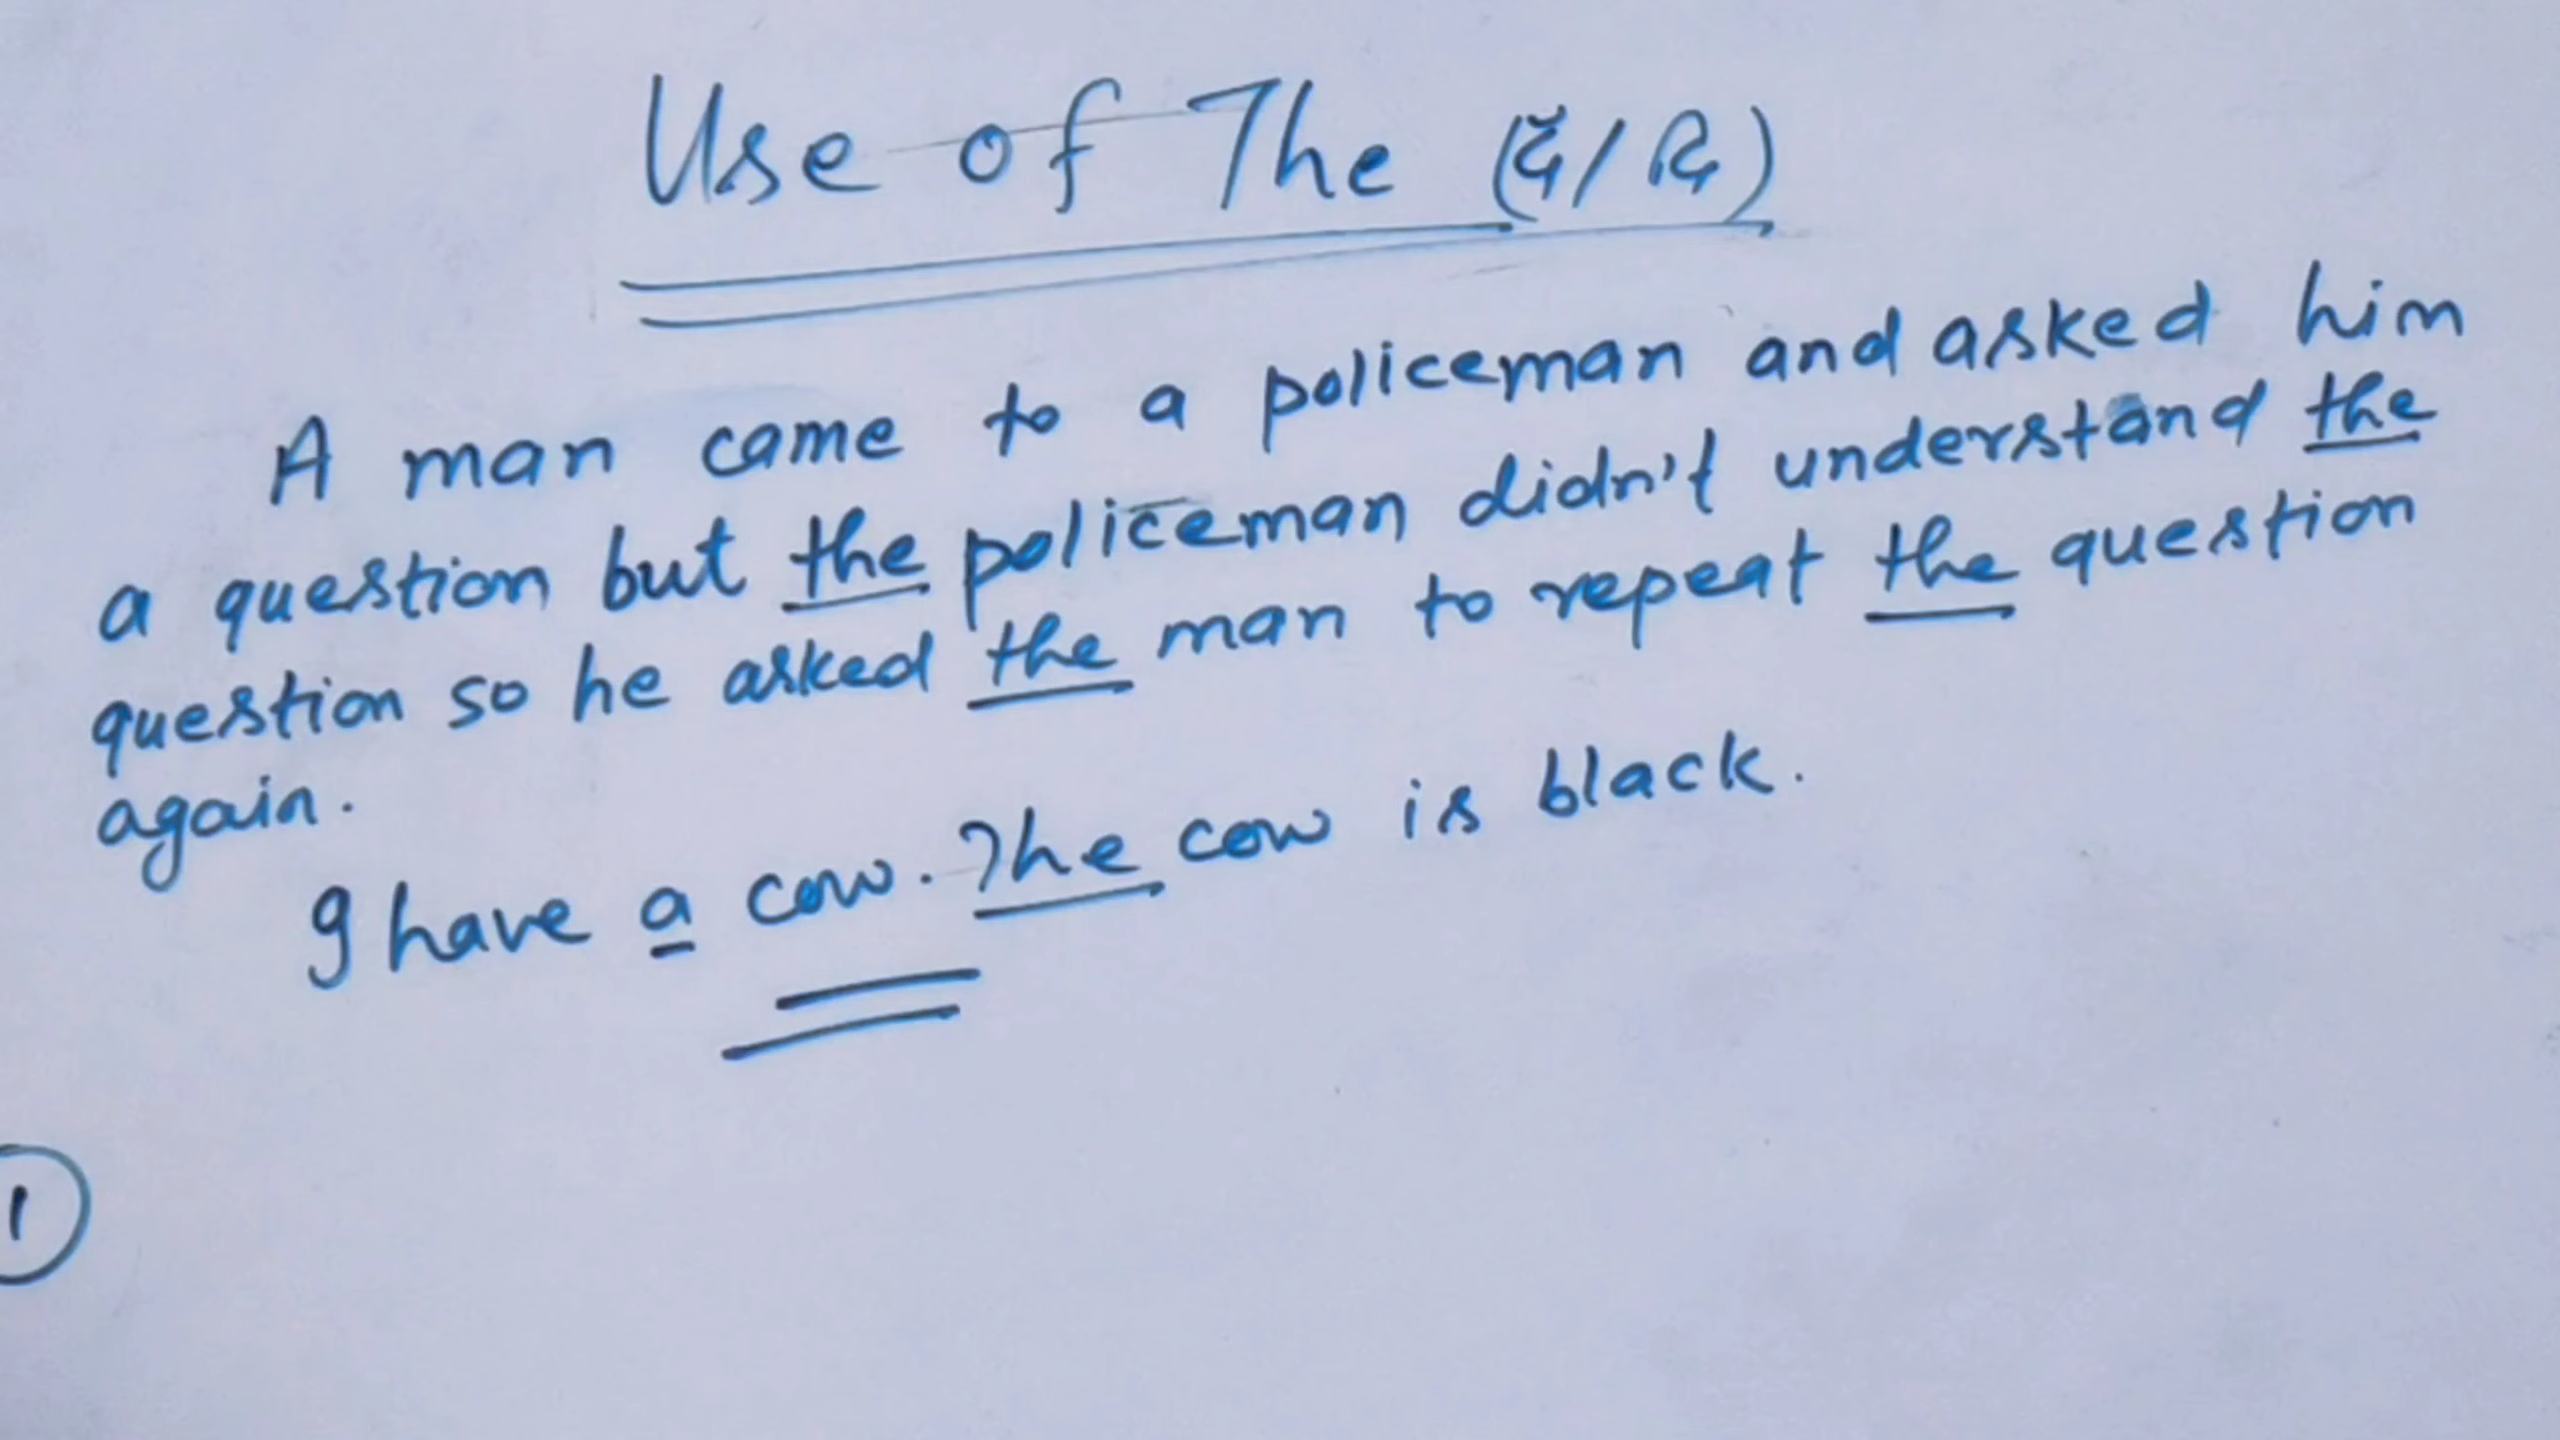 Use of The (दॅ/दि)
A man came to a policeman and asked him
a question but the policeman didn't understand the
question so he asked the man to repeat the question
again.
I have a cow. The cow is black.
1